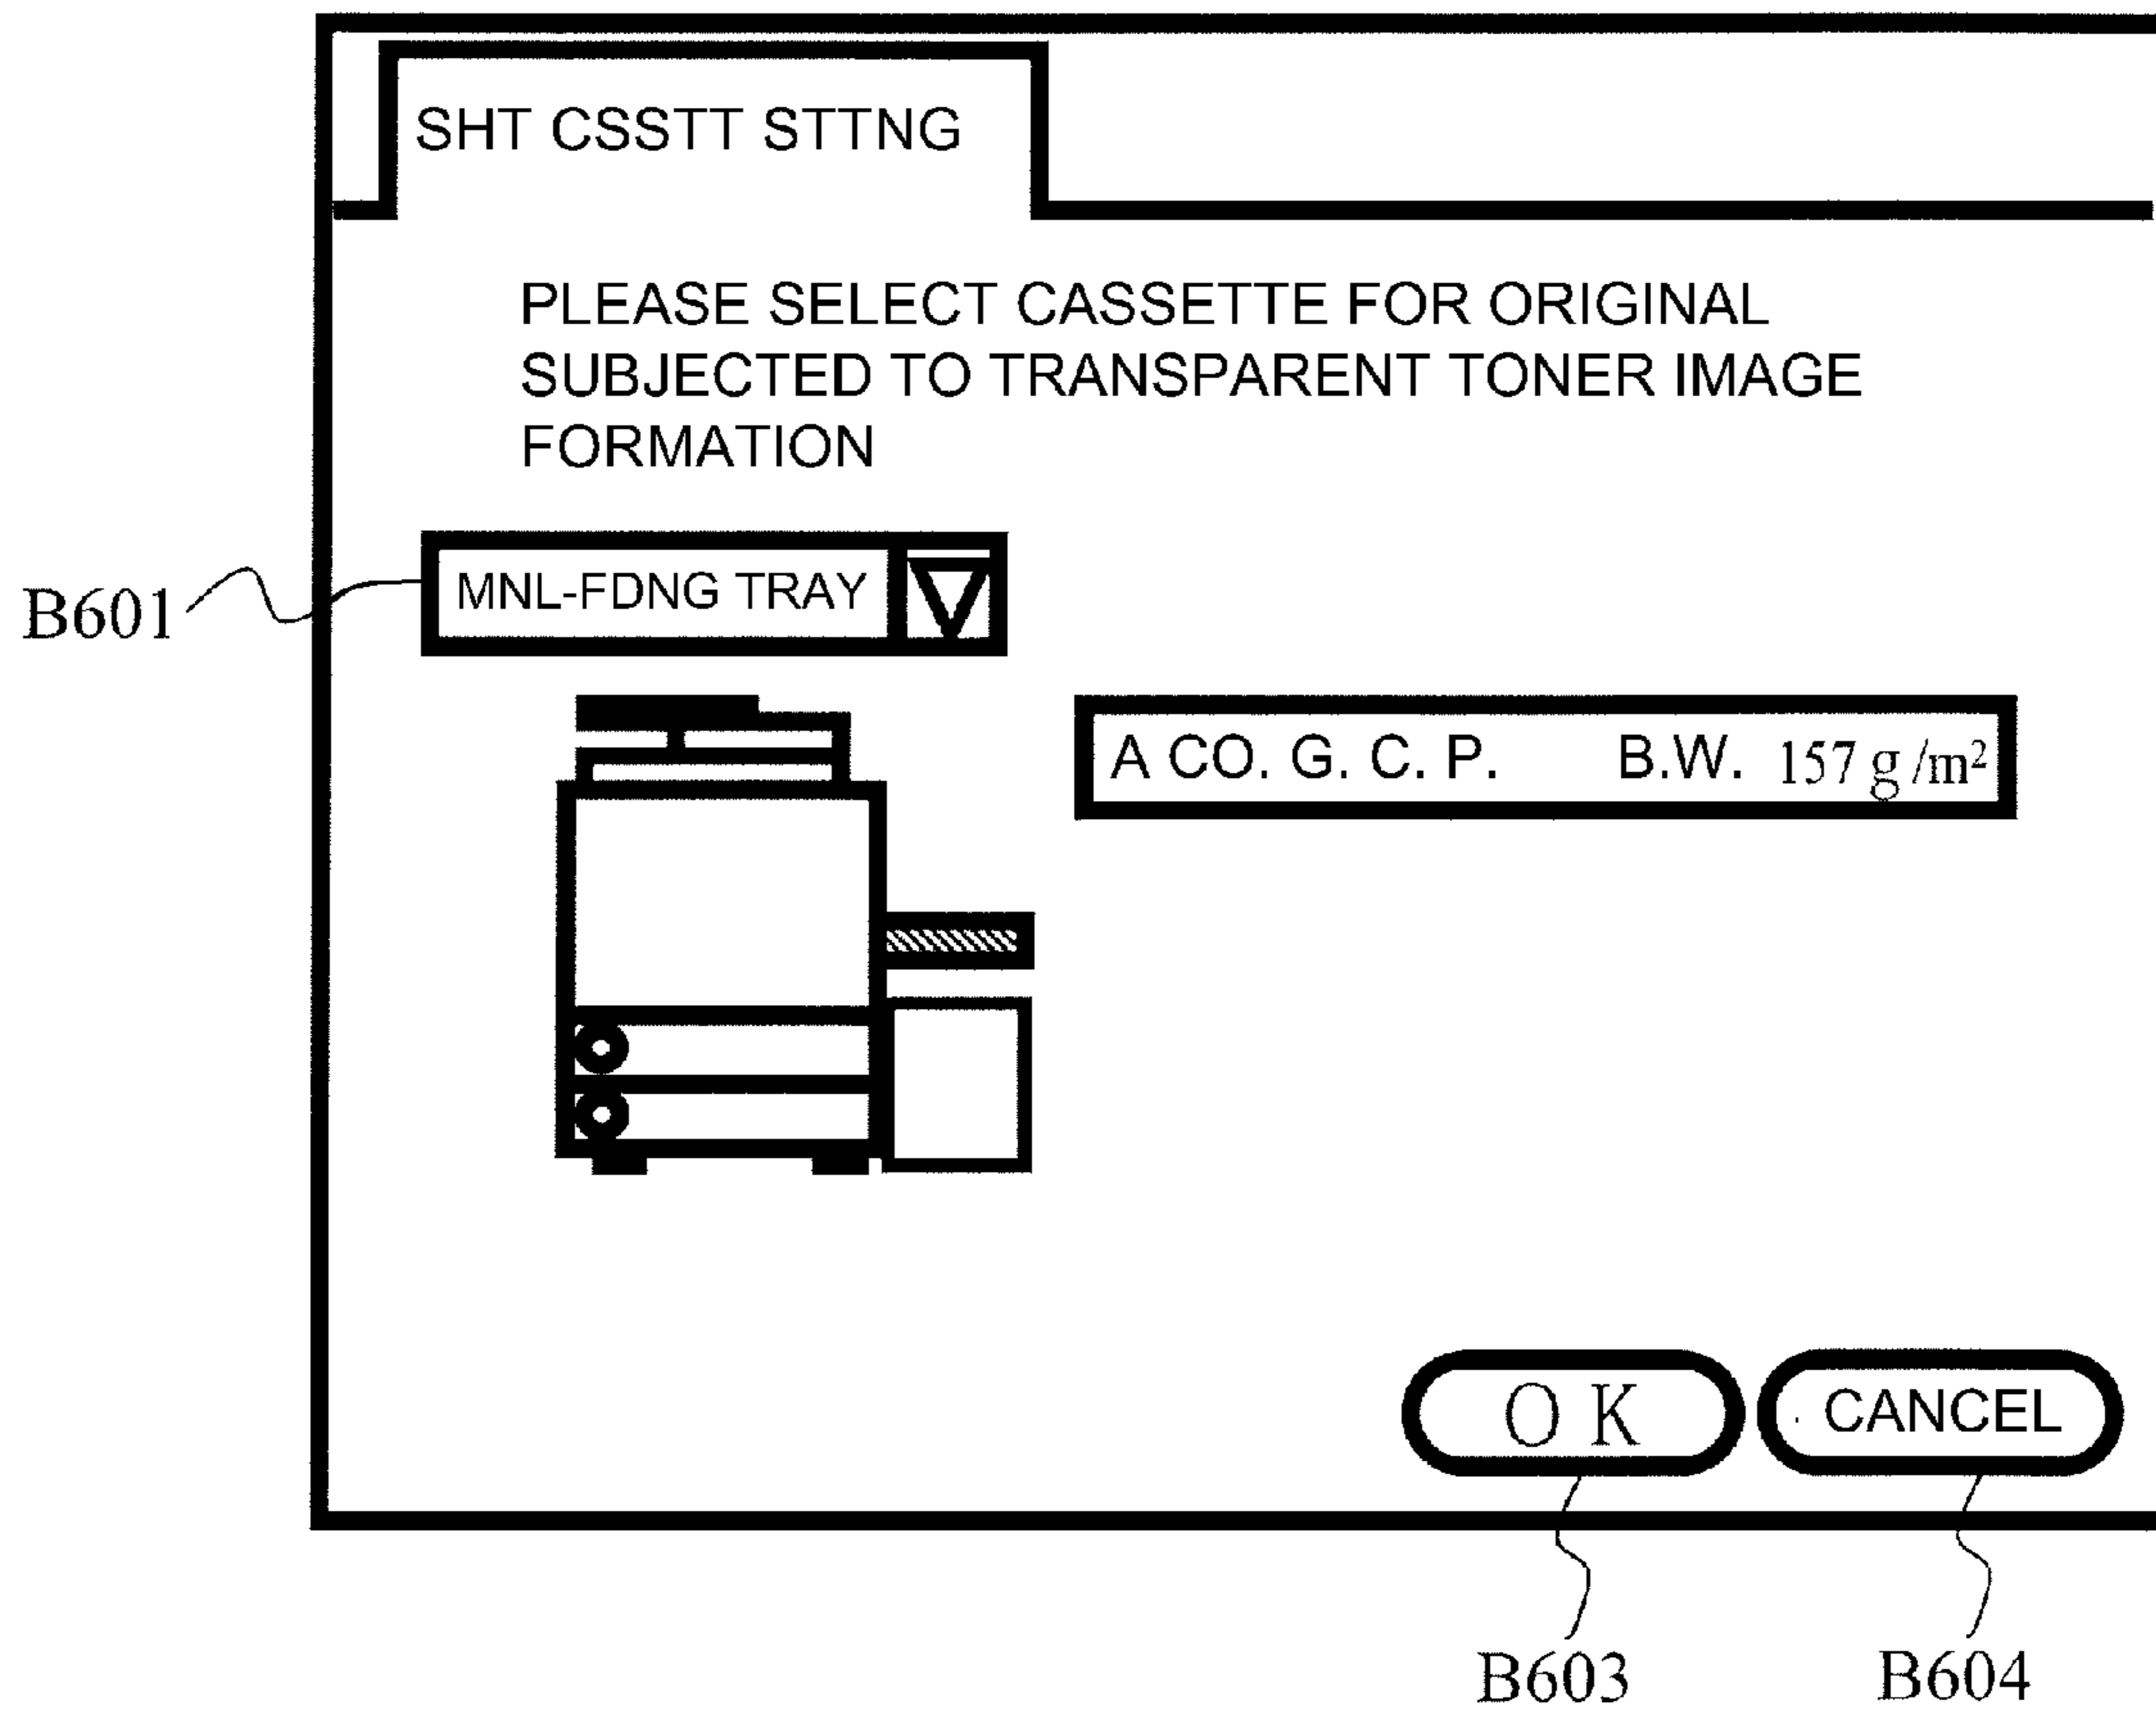 SHT CSSTT STTNG
PLEASE SELECT CASSETTE FOR ORIGINAL
SUBJECTED TO TRANSPARENT TONER IMAGE
FORMATION
B601
MNL-FDNG TRAY
A CO. G. C. P. B.W. 157 g/m²
OK
CANCEL
B603
B604